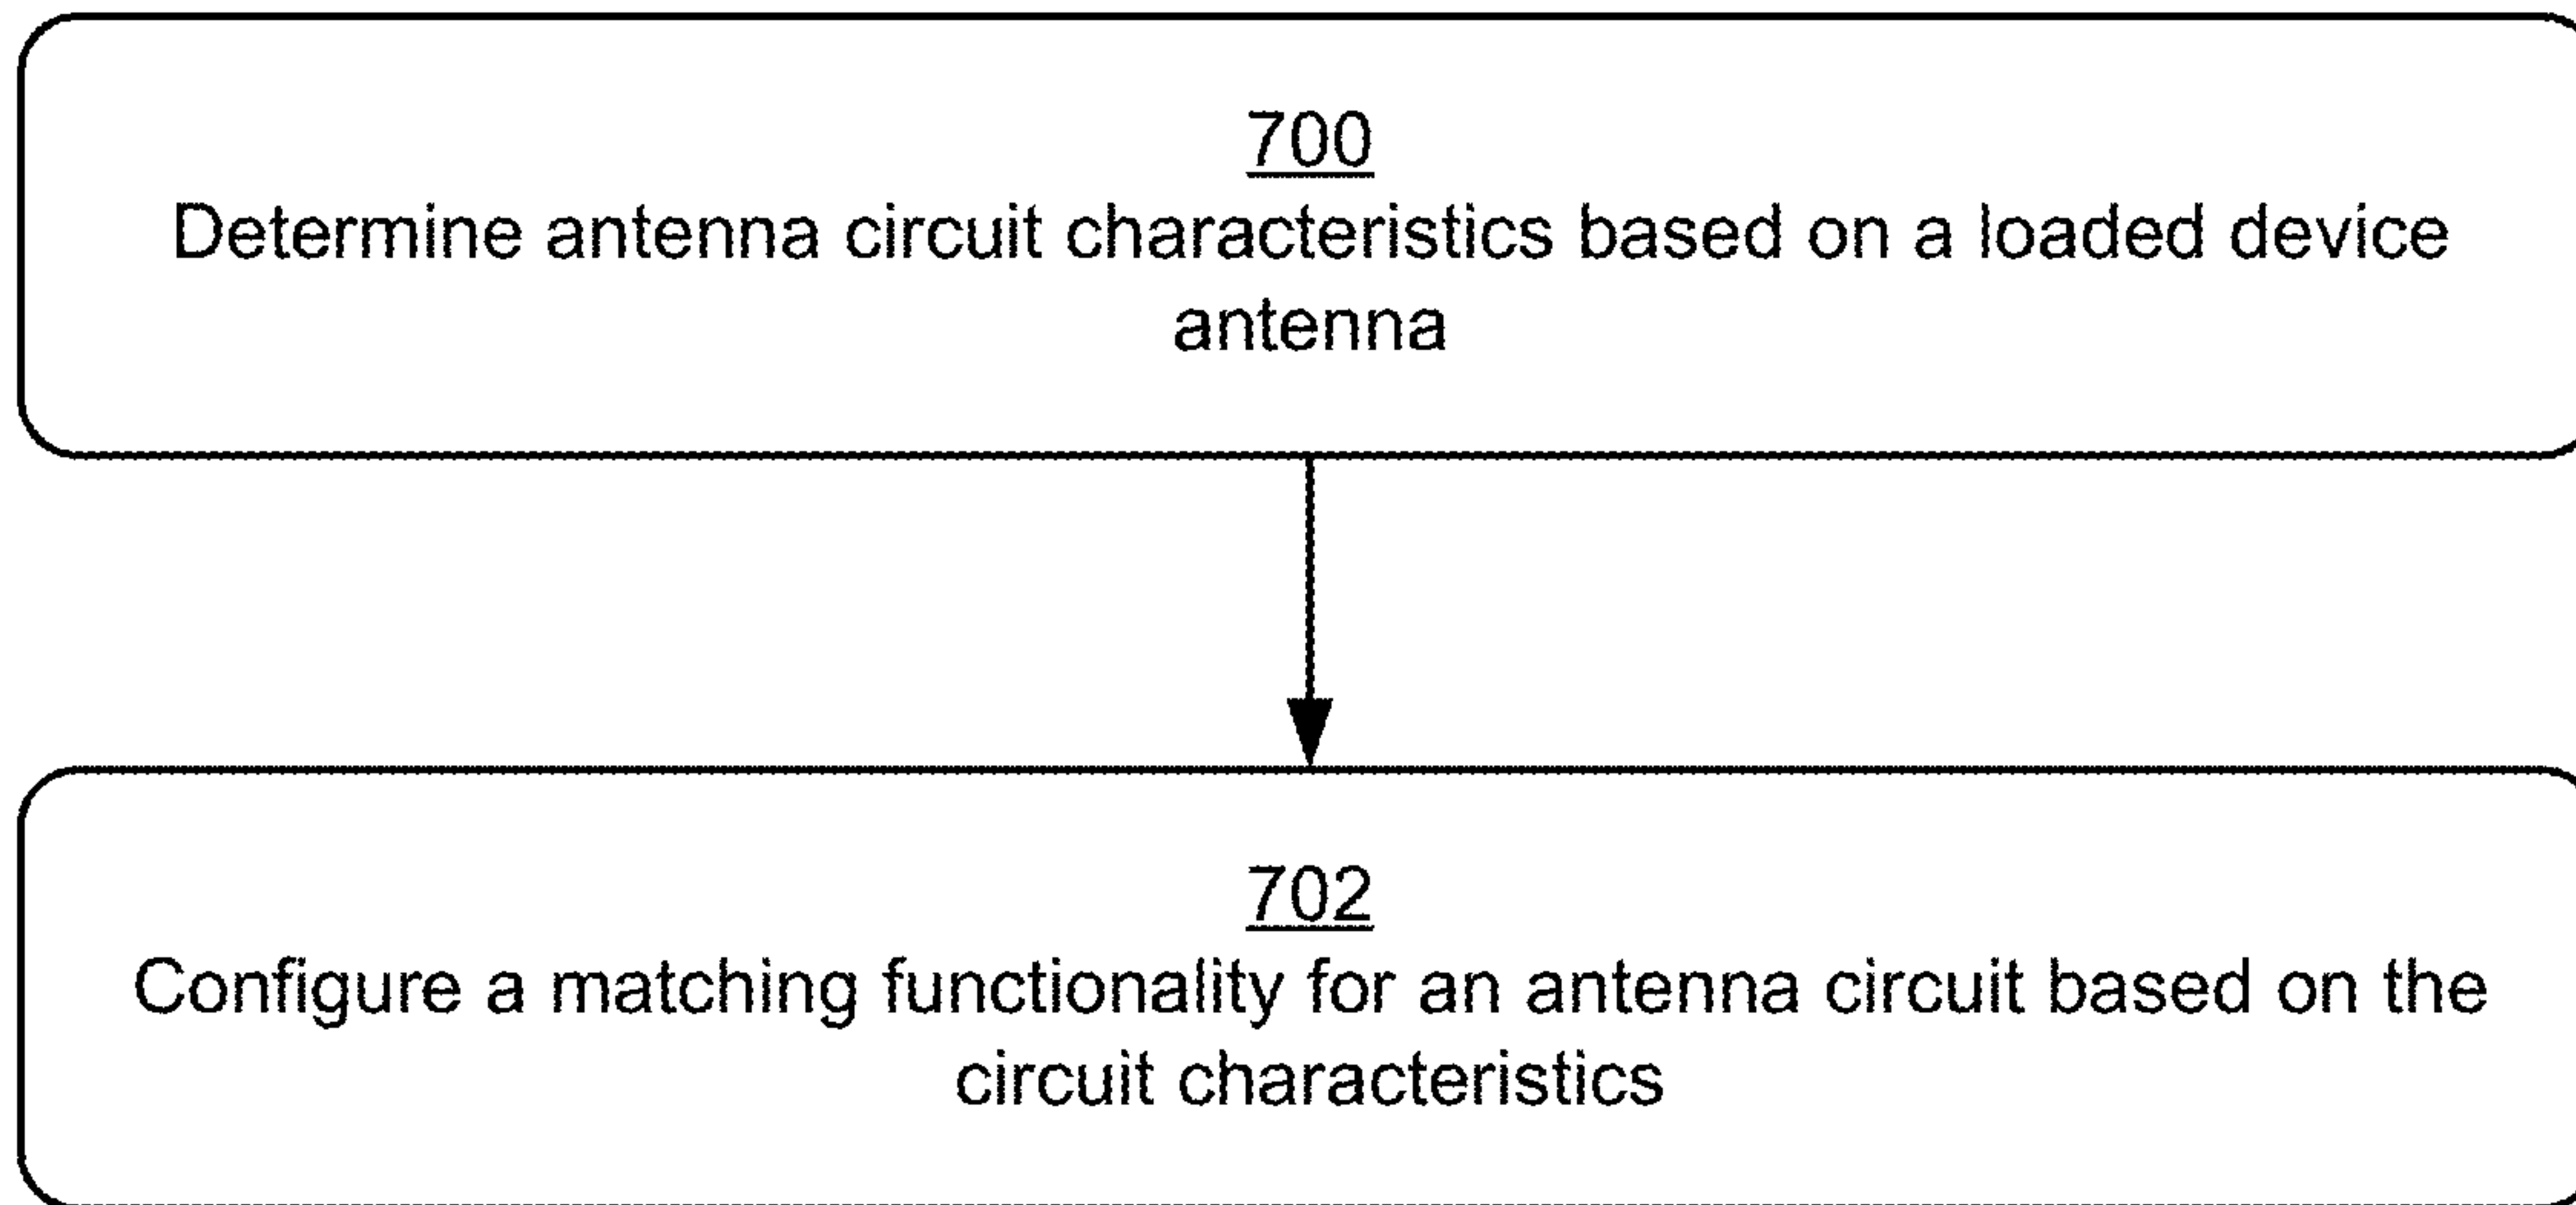 700
Determine antenna circuit characteristics based on a loaded device
antenna
702
Configure a matching functionality for an antenna circuit based on the
circuit characteristics